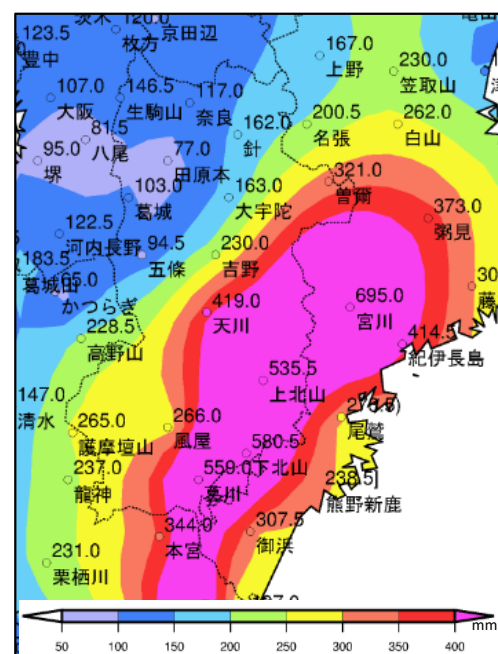 茨木
120.0
枚方
京田辺
亀山
123.5
豊中
167.0
上野
230.0
笠取山
津
107.0
大阪
146.5
生駒山
117.0
奈良
81.5
八尾
162.0
針
200.5
名張
262.0
白山
95.0
堺
77.0
田原本
103.0
葛城
163.0
大宇陀
321.0
曽爾
373.0
粥見
122.5
河内長野
94.5
五條
230.0
吉野
183.5
葛城山
かつらぎ
419.0
天川
695.0
宮川
30
藤
228.5
高野山
414.5
紀伊長島
535.5
上北山
147.0
清水
265.0
護摩壇山
266.0
風屋
尾鷲
580.5
下北山
237.0
龍神
559.0
238.5]
熊野新鹿
344.0
本宮
307.5
御浜
231.0
栗栖川
50
100
150
200
250
300
350
400
mm